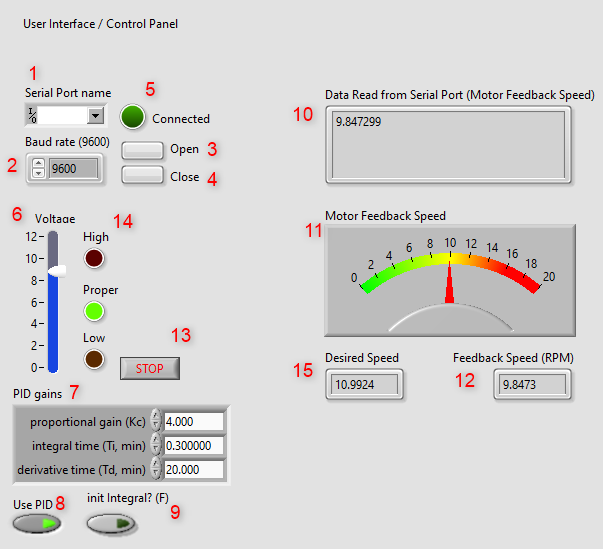 User Interface / Control Panel
1
Serial Port name
I/O
5
Connected
Baud rate (9600)
2
9600
Open
3
Close
4
10
Data Read from Serial Port (Motor Feedback Speed)
9.847299
6
Voltage
14
12
10
8
6
4
2
0
High
Proper
Low
13
STOP
11
Motor Feedback Speed
0
2
4
6
8
10
12
14
16
18
20
15
Desired Speed
10.9924
Feedback Speed (RPM)
12
9.8473
PID gains
7
proportional gain (Kc)
4.000
integral time (Ti, min)
0.300000
derivative time (Td, min)
20.000
Use PID
8
init Integral? (F)
9